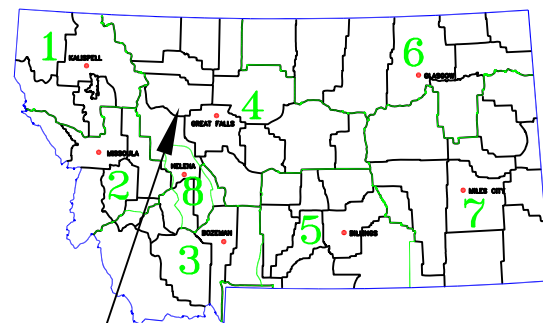 1
KALISPELL
6
GLASGOW
4
GREAT FALLS
MISSOULA
HELENA
2
8
MILES CITY
7
5
BILLINGS
3
BOZEMAN